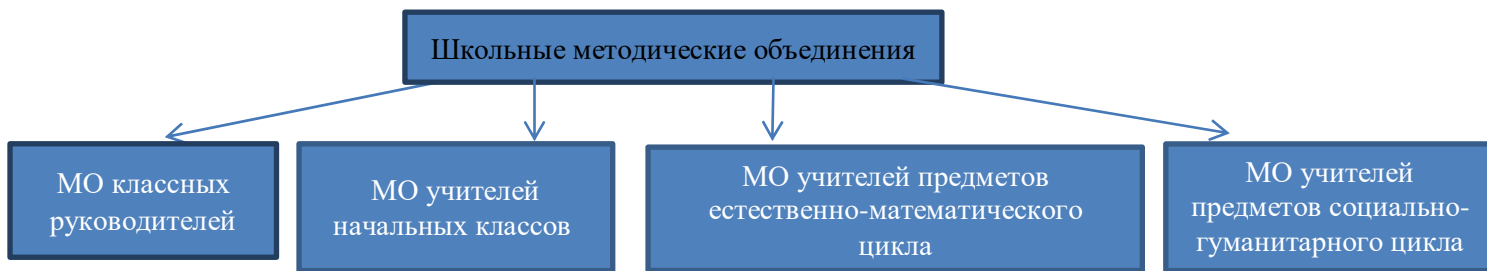 Школьные методические объединения
МО классных
руководителей
МО учителей
начальных классов
МО учителей предметов
естественно-математического
цикла
МО учителей
предметов социально-
гуманитарного цикла